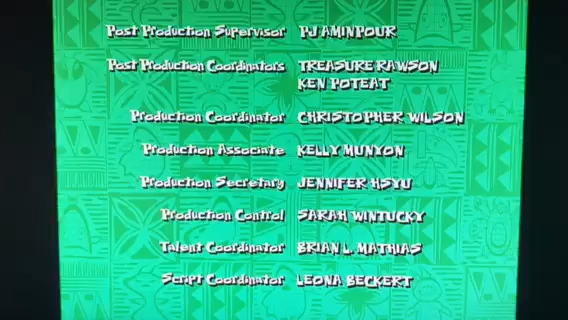 Post Production Supervisor PJ AMINPOUR
Post Production Coordinators TREASURE RAWSON
KEN POTEAT
Production Coordinator CHRISTOPHER WILSON
Production Associate KELLY MUNYON
Production Secretary JENNIFER HSYU
Production Control SARAH WINTUCKY
Talent Coordinator BRIAN L. MATHIAS
Script Coordinator LEONA BECKERT